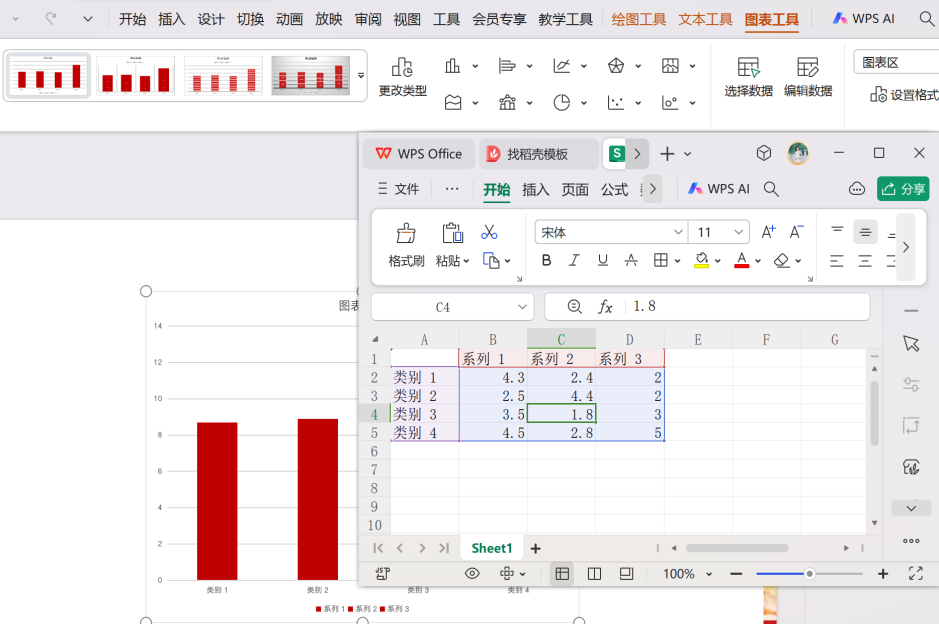 开始 插入 设计 切换 动画 放映 审阅 视图 工具 会员专享 教学工具 绘图工具 文本工具 图表工具 WPS AI
更改类型 选择数据 编辑数据 图表区
设置格式
WPS Office 找稻壳模板 S
文件 ··· 开始 插入 页面 公式 WPS AI 分享
宋体 11
格式刷 粘贴 B I U A A
C4 fx 1.8
A B C D E F G
1 系列 1 系列 2 系列 3
2 类别 1 4.3 2.4 2
3 类别 2 2.5 4.4 2
4 类别 3 3.5 1.8 3
5 类别 4 4.5 2.8 5
6
7
8
9
10
Sheet1 +
100%
图表
14
12
10
8
6
4
2
0
类别 1 类别 2 类别 3 类别 4
系列 1 系列 2 系列 3